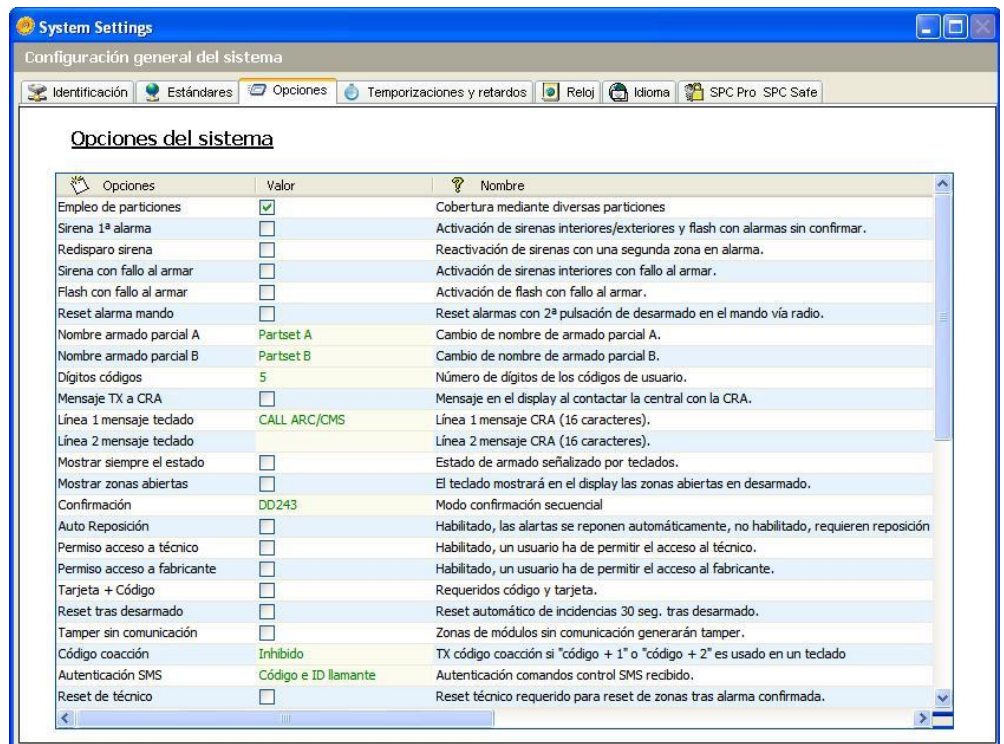 System Settings
Configuración general del sistema
Identificación Estándares Opciones Temporizaciones y retardos Reloj Idioma SPC Pro SPC Safe
Opciones del sistema
Opciones Valor Nombre
Empleo de particiones Cobertura mediante diversas particiones
Sirena 1ª alarma Activación de sirenas interiores/exteriores y flash con alarmas sin confirmar.
Redisparo sirena Reactivación de sirenas con una segunda zona en alarma.
Sirena con fallo al armar Activación de sirenas interiores con fallo al armar.
Flash con fallo al armar Activación de flash con fallo al armar.
Reset alarma mando Reset alarmas con 2ª pulsación de desarmado en el mando vía radio.
Nombre armado parcial A Partset A Cambio de nombre de armado parcial A.
Nombre armado parcial B Partset B Cambio de nombre de armado parcial B.
Dígitos códigos 5 Número de dígitos de los códigos de usuario.
Mensaje TX a CRA Mensaje en el display al contactar la central con la CRA.
Línea 1 mensaje teclado CALL ARC/CMS Línea 1 mensaje CRA (16 caracteres).
Línea 2 mensaje teclado Línea 2 mensaje CRA (16 caracteres).
Mostrar siempre el estado Estado de armado señalizado por teclados.
Mostrar zonas abiertas El teclado mostrará en el display las zonas abiertas en desarmado.
Confirmación DD243 Modo confirmación secuencial
Auto Reposición Habilitado, las alartas se reponen automáticamente, no habilitado, requieren reposición
Permiso acceso a técnico Habilitado, un usuario ha de permitir el acceso al técnico.
Permiso acceso a fabricante Habilitado, un usuario ha de permitir el acceso al fabricante.
Tarjeta + Código Requeridos código y tarjeta.
Reset tras desarmado Reset automático de incidencias 30 seg. tras desarmado.
Tamper sin comunicación Zonas de módulos sin comunicación generarán tamper.
Código coacción Inhibido TX código coacción si "código + 1" o "código + 2" es usado en un teclado
Autenticación SMS Código e ID llamante Autenticación comandos control SMS recibido.
Reset de técnico Reset técnico requerido para reset de zonas tras alarma confirmada.